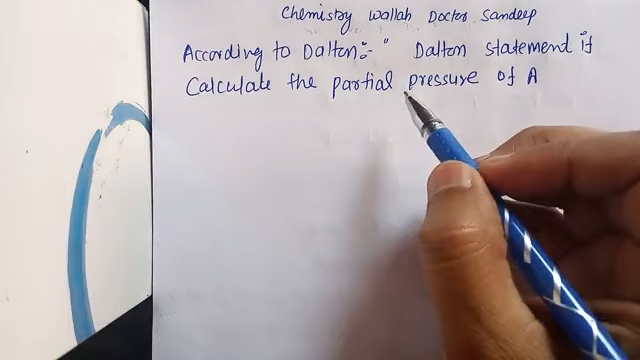 Chemistry Wallah Doctor Sandeep
According to Dalton:- " Dalton statement if
Calculate the partial pressure of A